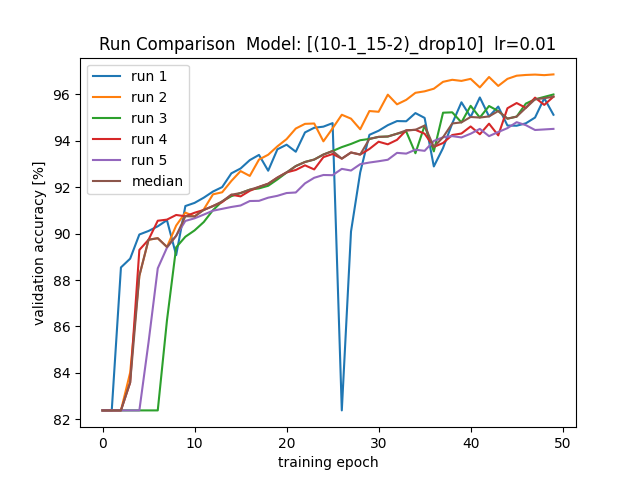 Run Comparison  Model: [(10-1_15-2)_drop10]  lr=0.01
run 1
run 2
run 3
run 4
run 5
median
validation accuracy [%]
96
94
92
90
88
86
84
82
0 10 20 30 40 50
training epoch